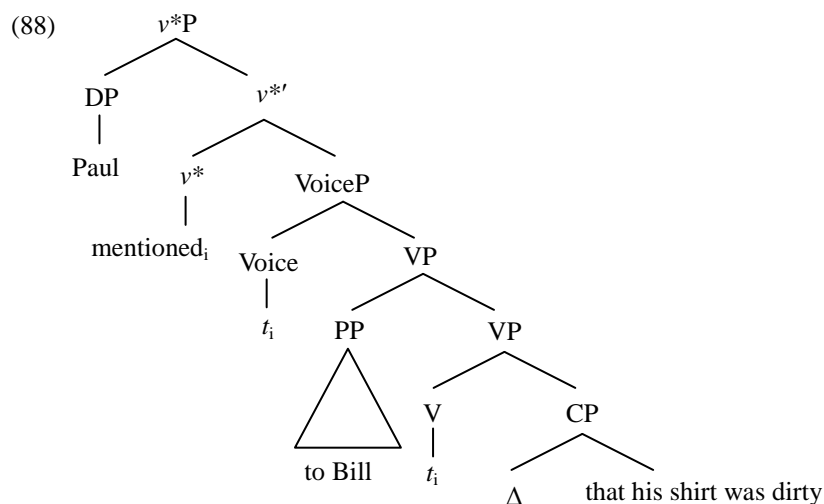 (88) v*P
DP v*′
Paul v* VoiceP
mentionedᵢ Voice VP
tᵢ PP VP
to Bill V CP
tᵢ Δ that his shirt was dirty